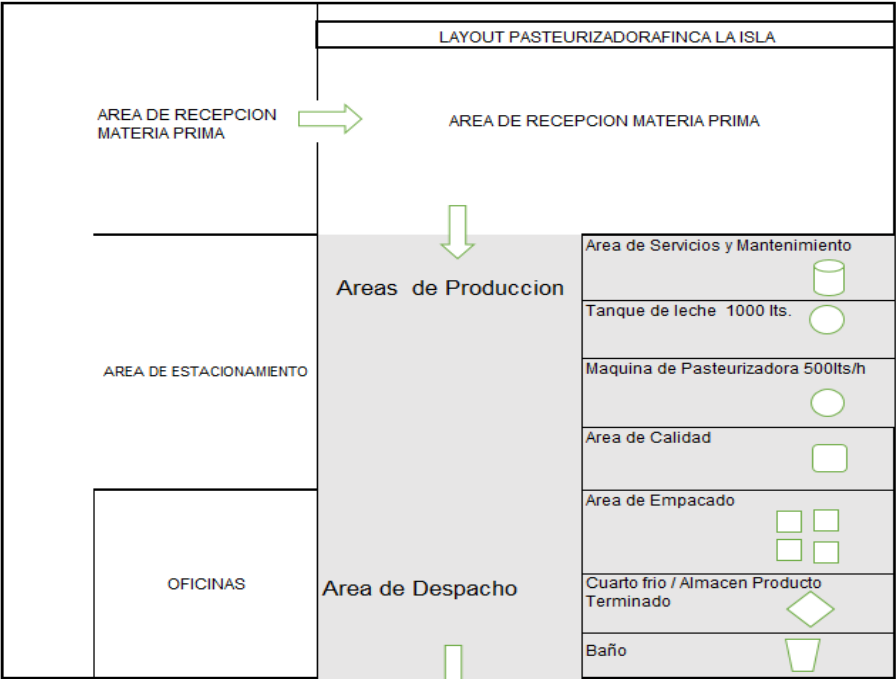 LAYOUT PASTEURIZADORAFINCA LA ISLA
AREA DE RECEPCION
MATERIA PRIMA
AREA DE RECEPCION MATERIA PRIMA
Areas de Produccion
Area de Servicios y Mantenimiento
Tanque de leche 1000 lts.
AREA DE ESTACIONAMIENTO
Maquina de Pasteurizadora 500lts/h
Area de Calidad
Area de Empacado
OFICINAS
Area de Despacho
Cuarto frio / Almacen Producto
Terminado
Baño